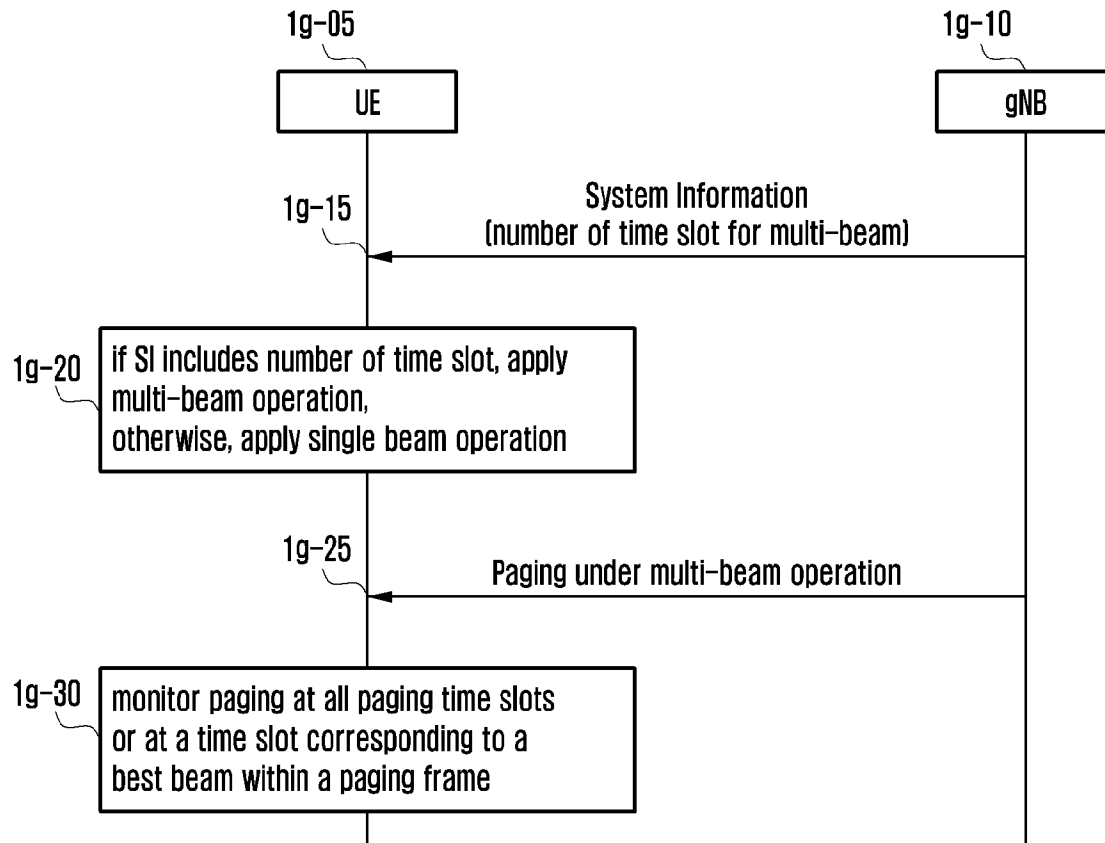 1g-05
1g-10
UE
gNB
System Information
(number of time slot for multi-beam)
1g-15
1g-20
if SI includes number of time slot, apply
multi-beam operation,
otherwise, apply single beam operation
1g-25
Paging under multi-beam operation
1g-30
monitor paging at all paging time slots
or at a time slot corresponding to a
best beam within a paging frame